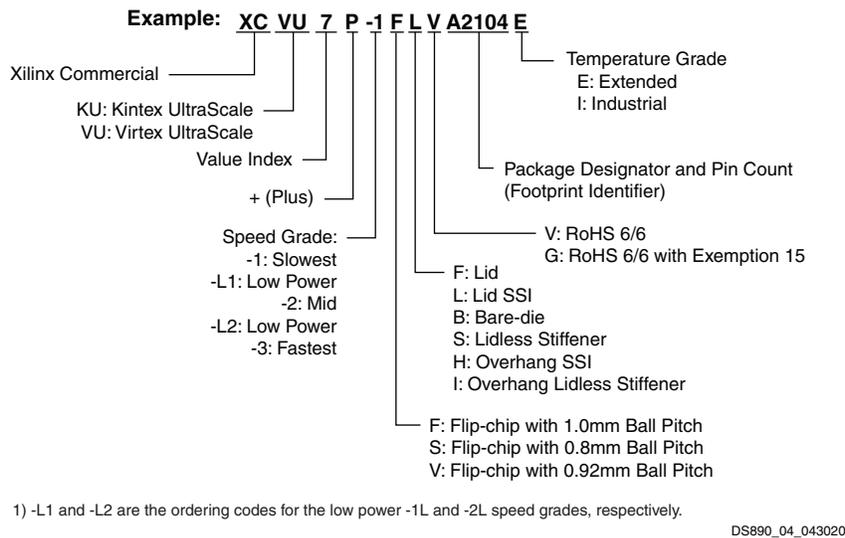 Example: XC VU 7 P -1 F L V A2104 E
Xilinx Commercial
KU: Kintex UltraScale
VU: Virtex UltraScale
Value Index
+ (Plus)
Speed Grade:
-1: Slowest
-L1: Low Power
-2: Mid
-L2: Low Power
-3: Fastest
Temperature Grade
E: Extended
I: Industrial
Package Designator and Pin Count
(Footprint Identifier)
V: RoHS 6/6
G: RoHS 6/6 with Exemption 15
F: Lid
L: Lid SSI
B: Bare-die
S: Lidless Stiffener
H: Overhang SSI
I: Overhang Lidless Stiffener
F: Flip-chip with 1.0mm Ball Pitch
S: Flip-chip with 0.8mm Ball Pitch
V: Flip-chip with 0.92mm Ball Pitch
1) -L1 and -L2 are the ordering codes for the low power -1L and -2L speed grades, respectively.
DS890_04_043020